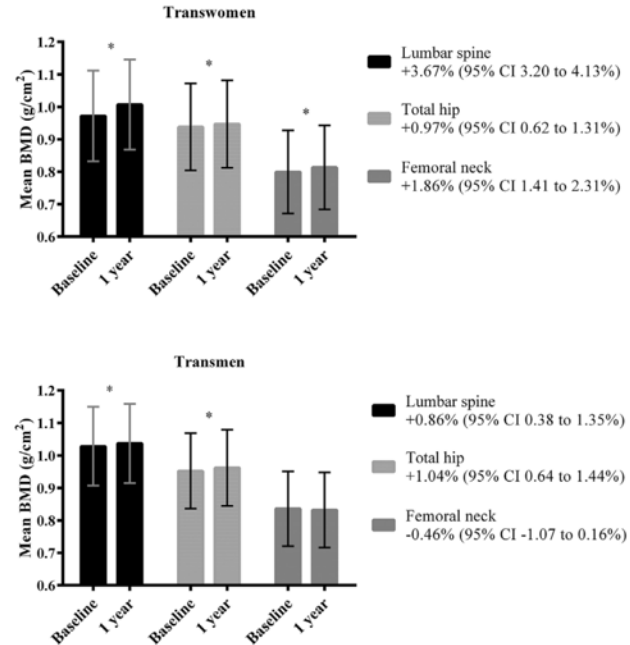 Transwomen
Mean BMD (g/cm²)
1.2
1.1
1.0
0.9
0.8
0.7
0.6
*
*
*
Baseline
1 year
Baseline
1 year
Baseline
1 year
Lumbar spine
+3.67% (95% CI 3.20 to 4.13%)
Total hip
+0.97% (95% CI 0.62 to 1.31%)
Femoral neck
+1.86% (95% CI 1.41 to 2.31%)
Transmen
Mean BMD (g/cm²)
1.2
1.1
1.0
0.9
0.8
0.7
0.6
*
*
Baseline
1 year
Baseline
1 year
Baseline
1 year
Lumbar spine
+0.86% (95% CI 0.38 to 1.35%)
Total hip
+1.04% (95% CI 0.64 to 1.44%)
Femoral neck
-0.46% (95% CI -1.07 to 0.16%)